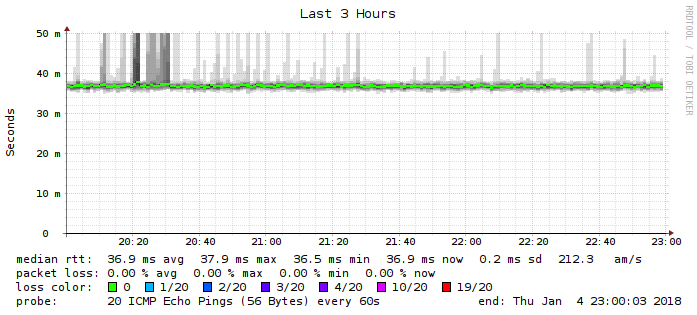 Last 3 Hours
RRDTOOL / TOBI OETIKER
Seconds
50 m
40 m
30 m
20 m
10 m
0
20:20 20:40 21:00 21:20 21:40 22:00 22:20 22:40 23:00
median rtt: 36.9 ms avg 37.9 ms max 36.5 ms min 36.9 ms now 0.2 ms sd 212.3 am/s
packet loss: 0.00 % avg 0.00 % max 0.00 % min 0.00 % now
loss color: 0 1/20 2/20 3/20 4/20 10/20 19/20
probe: 20 ICMP Echo Pings (56 Bytes) every 60s end: Thu Jan 4 23:00:03 2018